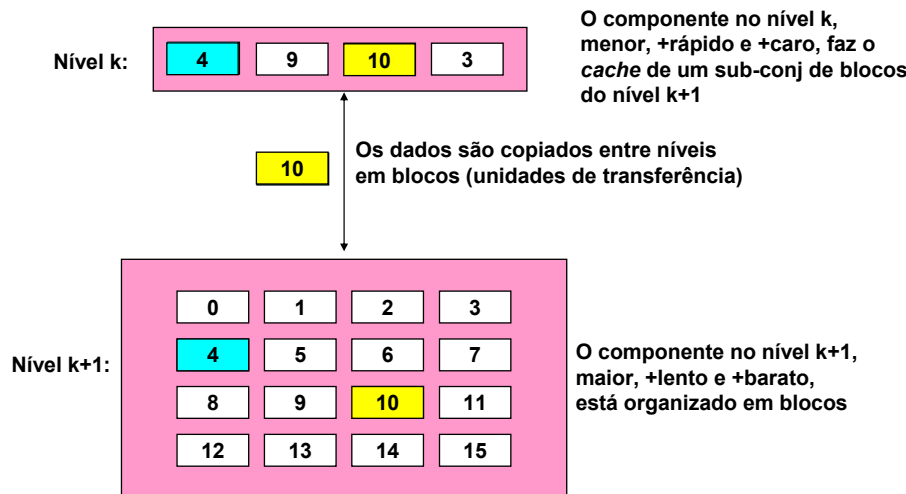 O componente no nível k,
menor, +rápido e +caro, faz o
cache de um sub-conj de blocos
do nível k+1
Nível k:
4 9 10 3
Os dados são copiados entre níveis
em blocos (unidades de transferência)
10
0 1 2 3
Nível k+1:
4 5 6 7
8 9 10 11
12 13 14 15
O componente no nível k+1,
maior, +lento e +barato,
está organizado em blocos